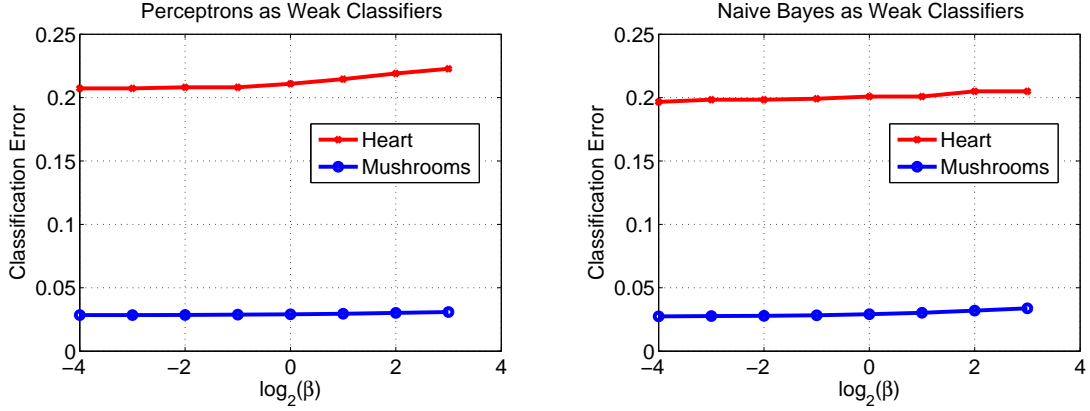 Perceptrons as Weak Classifiers
0.25
0.2
0.15
0.1
0.05
0
Classification Error
Heart
Mushrooms
−4 −2 0 2 4
log2(β)
Naive Bayes as Weak Classifiers
0.25
0.2
0.15
0.1
0.05
0
Classification Error
Heart
Mushrooms
−4 −2 0 2 4
log2(β)